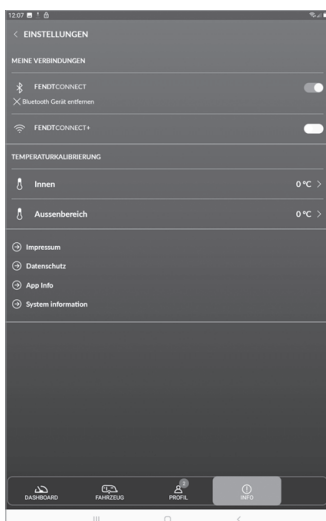 12.07
< EINSTELLUNGEN
MEINE VERBINDUNGEN
FENDTCONNECT
Bluetooth Gerät entfernen
FENDTCONNECT+
TEMPERATURKALIBRIERUNG
Innen 0 °C >
Aussenbereich 0 °C >
Impressum
Datenschutz
App Info
System information
2
DASHBOARD FAHRZEUG PROFIL INFO